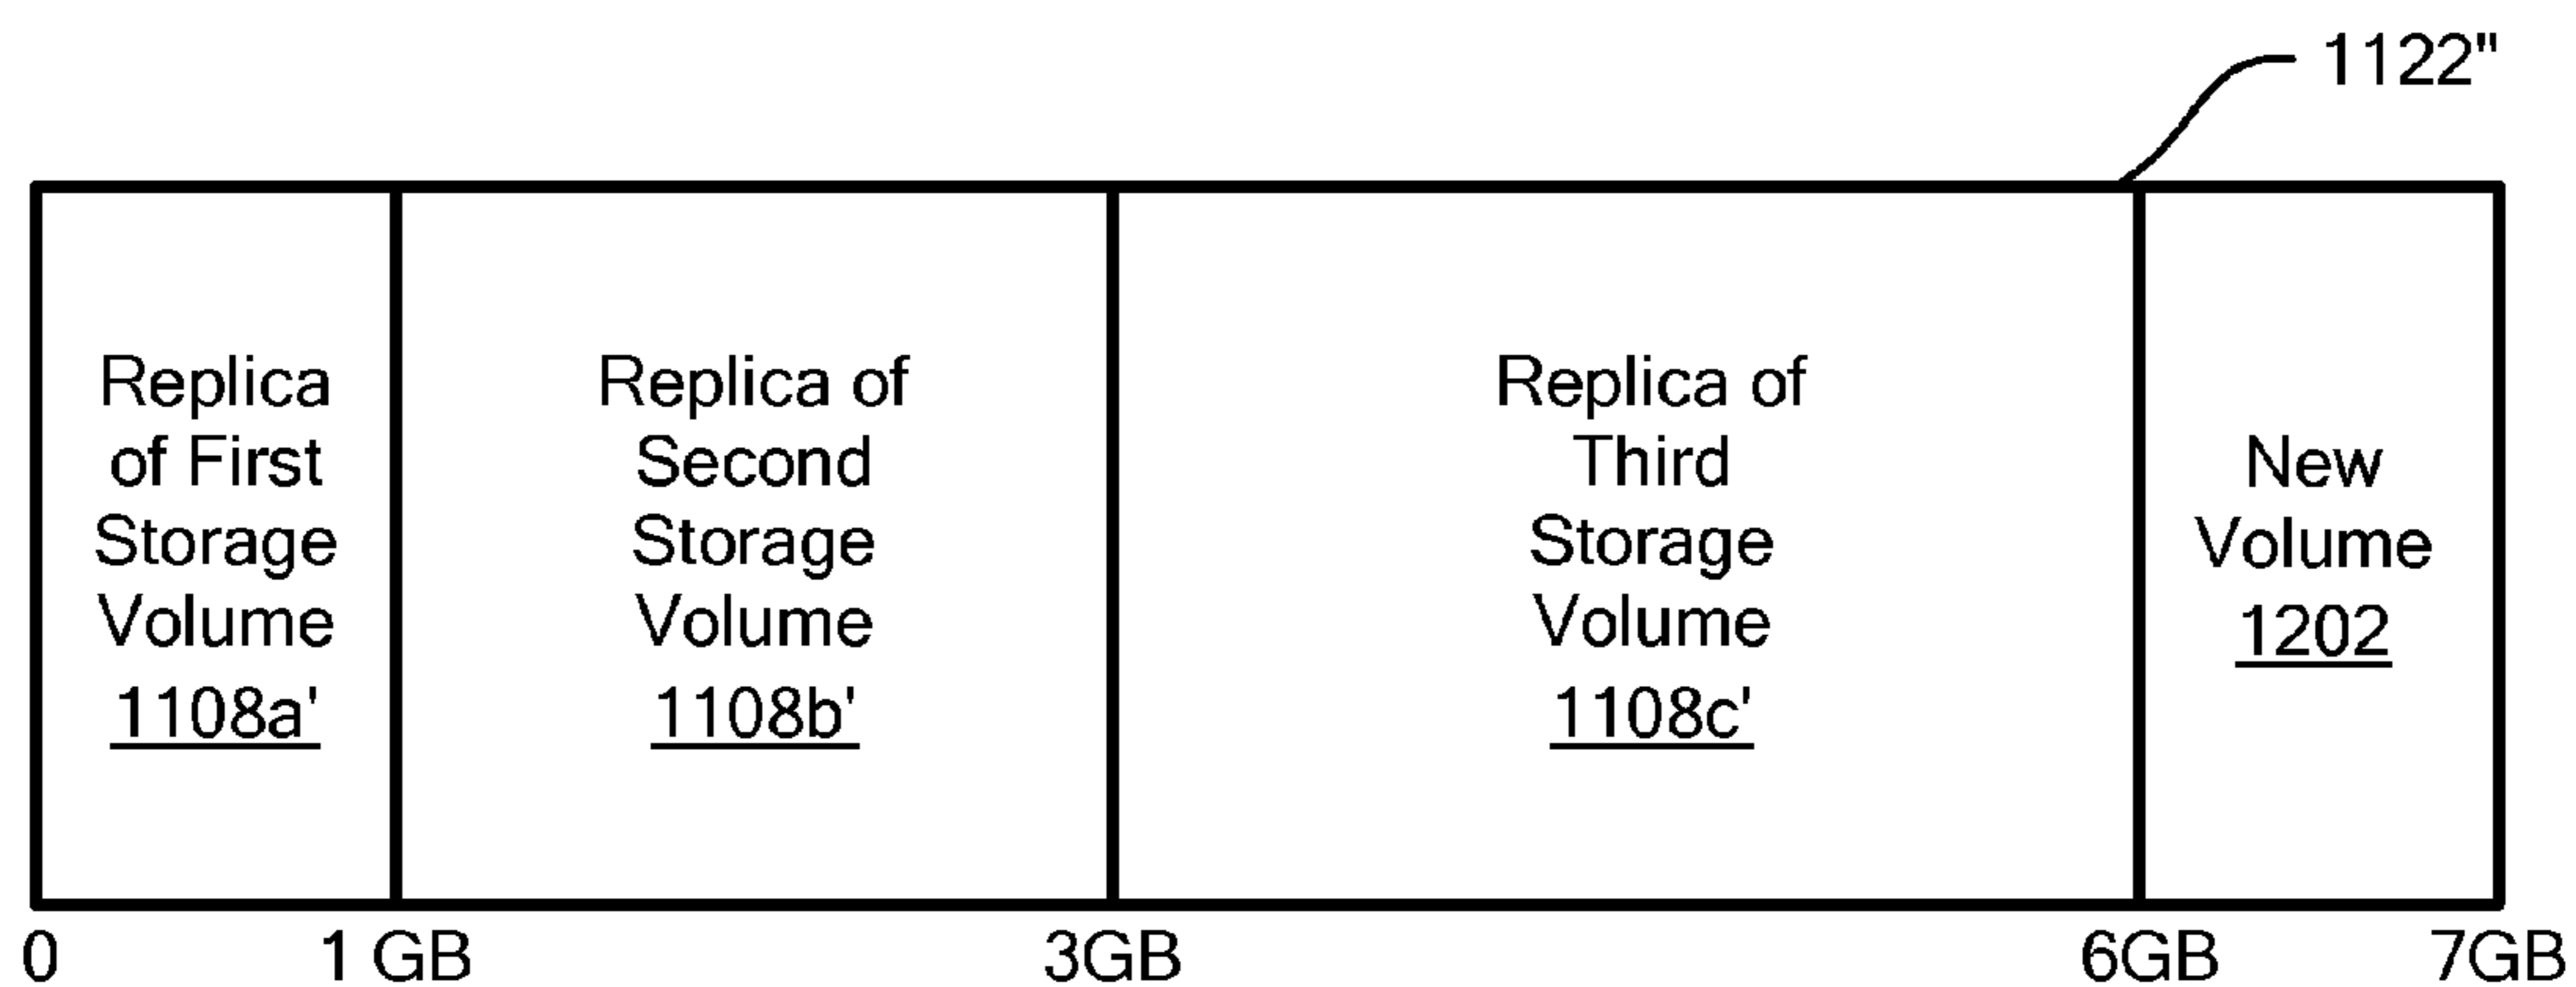 1122"
Replica
of First
Storage
Volume
1108a'
Replica of
Second
Storage
Volume
1108b'
Replica of
Third
Storage
Volume
1108c'
New
Volume
1202
0
1 GB
3GB
6GB
7GB